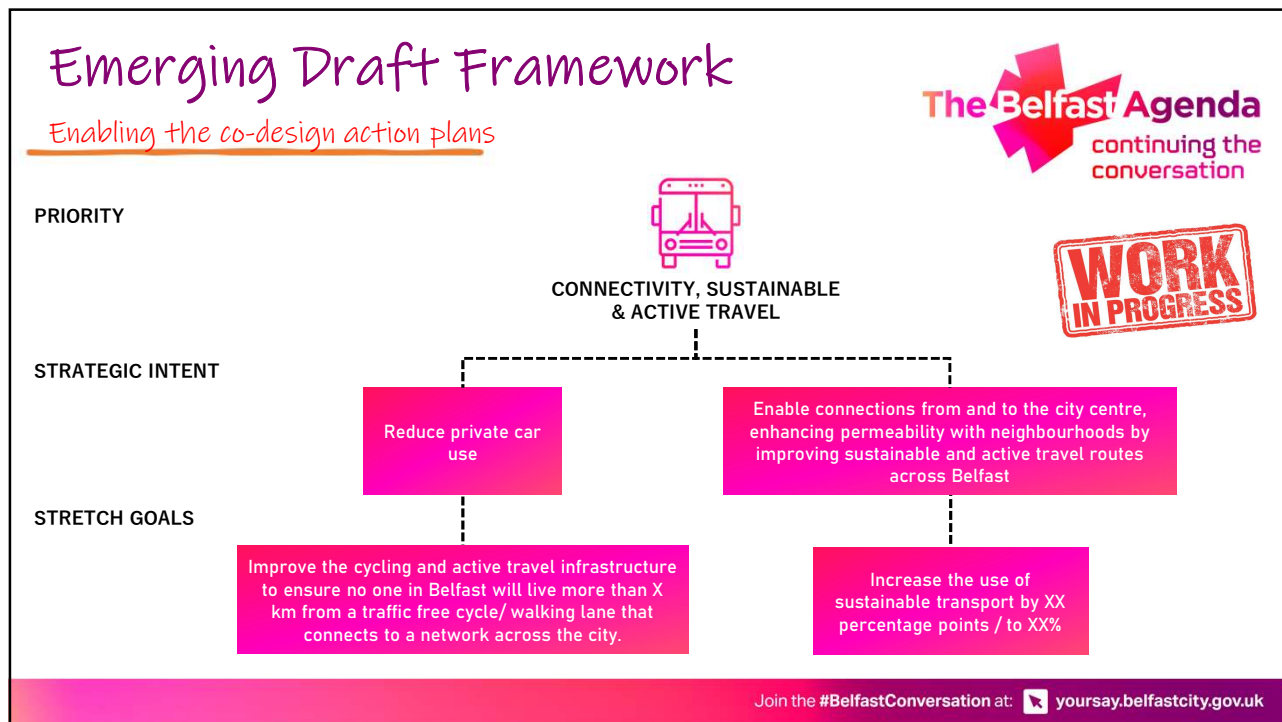 Emerging Draft Framework
Enabling the co-design action plans
The Belfast Agenda
continuing the
conversation
PRIORITY
CONNECTIVITY, SUSTAINABLE
& ACTIVE TRAVEL
WORK
IN PROGRESS
STRATEGIC INTENT
Reduce private car
use
Enable connections from and to the city centre,
enhancing permeability with neighbourhoods by
improving sustainable and active travel routes
across Belfast
STRETCH GOALS
Improve the cycling and active travel infrastructure
to ensure no one in Belfast will live more than X
km from a traffic free cycle/ walking lane that
connects to a network across the city.
Increase the use of
sustainable transport by XX
percentage points / to XX%
Join the #BelfastConversation at: yoursay.belfastcity.gov.uk